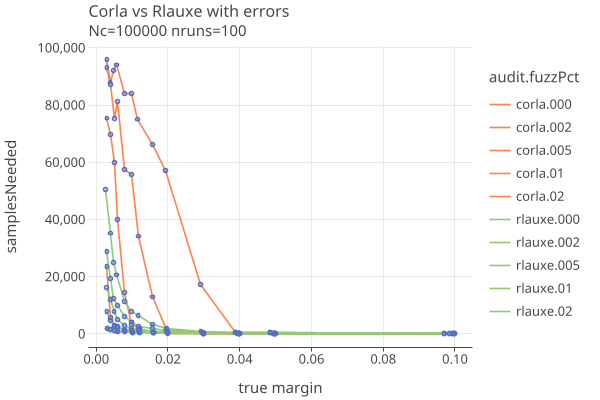 Corla vs Rlauxe with errors
Nc=100000 nruns=100
100,000
80,000
60,000
40,000
20,000
0
samplesNeeded
0.00
0.02
0.04
0.06
0.08
0.10
true margin
audit.fuzzPct
corla.000
corla.002
corla.005
corla.01
corla.02
rlauxe.000
rlauxe.002
rlauxe.005
rlauxe.01
rlauxe.02